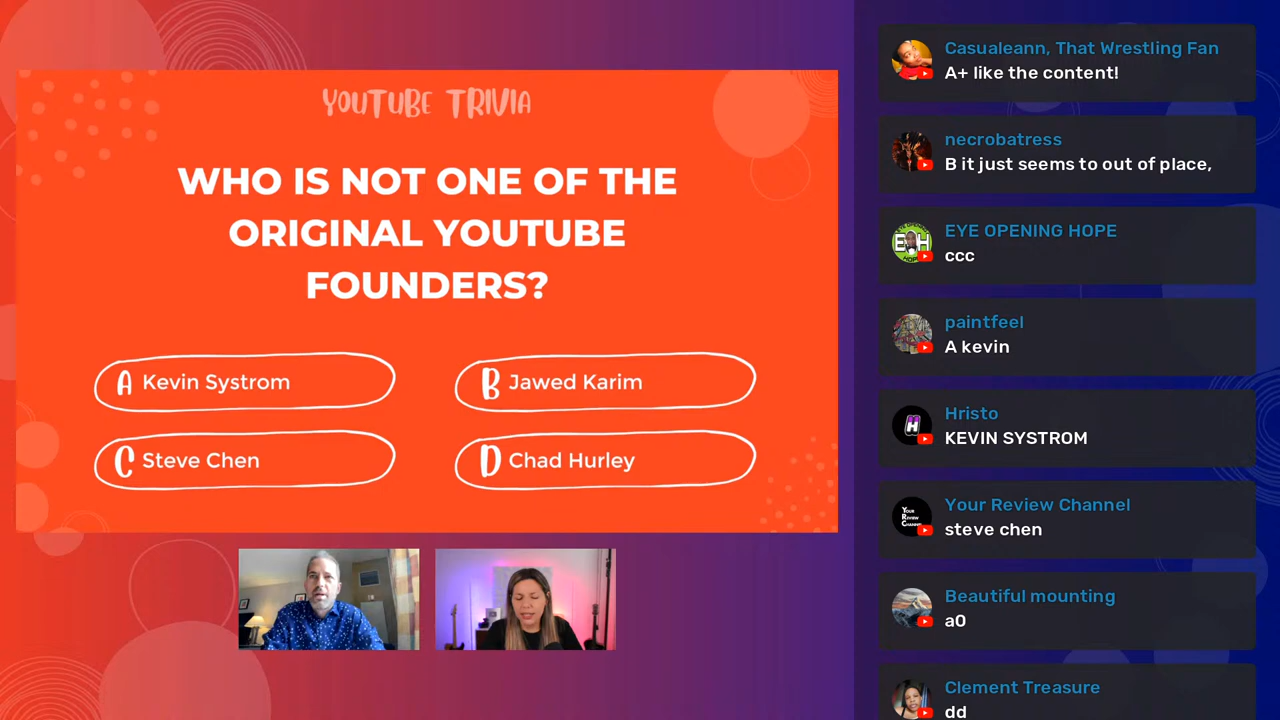 YOUTUBE TRIVIA
WHO IS NOT ONE OF THE
ORIGINAL YOUTUBE
FOUNDERS?
A Kevin Systrom
B Jawed Karim
C Steve Chen
D Chad Hurley
Casualeann, That Wrestling Fan
A+ like the content!
necrobatress
B it just seems to out of place,
EYE OPENING HOPE
ccc
paintfeel
A kevin
Hristo
KEVIN SYSTROM
Your Review Channel
steve chen
Beautiful mounting
a0
Clement Treasure
dd